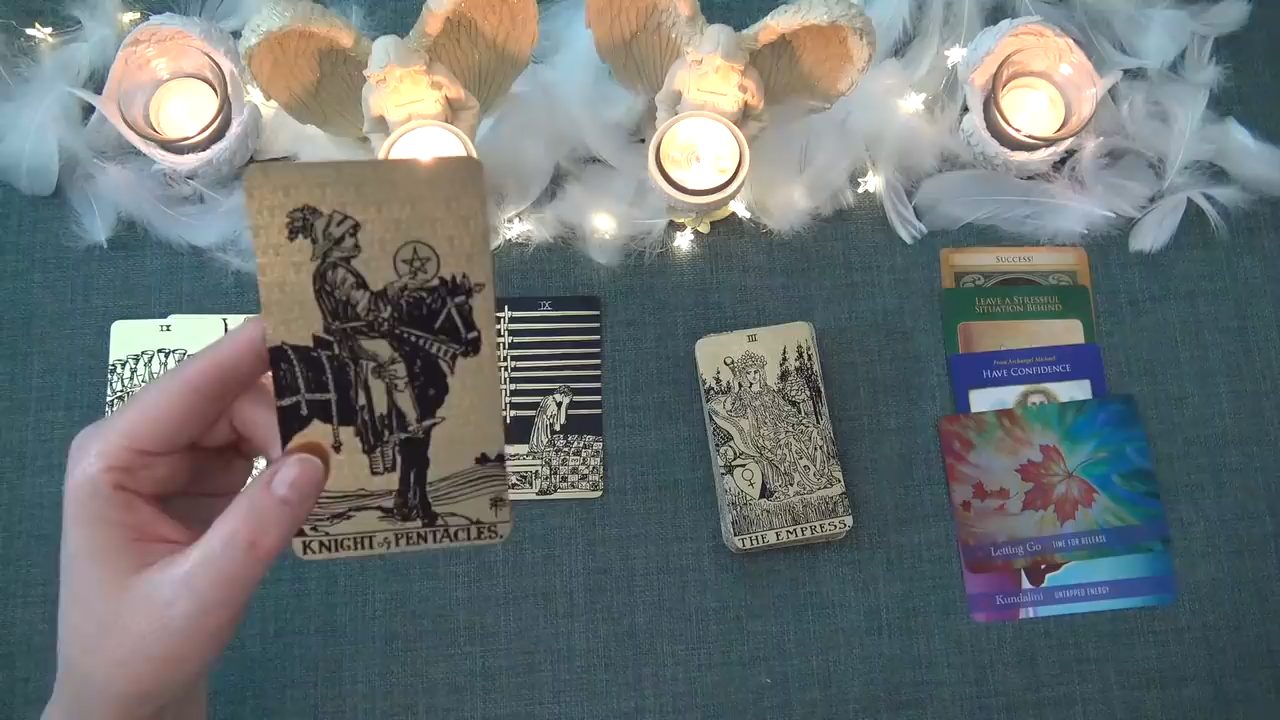 KNIGHT of PENTACLES.
IX
IX
III
THE EMPRESS.
SUCCESS!
LEAVE A STRESSFUL
SITUATION BEHIND
From Archangel Michael
HAVE CONFIDENCE
Letting Go TIME FOR RELEASE
Kundalini UNTAPPED ENERGY